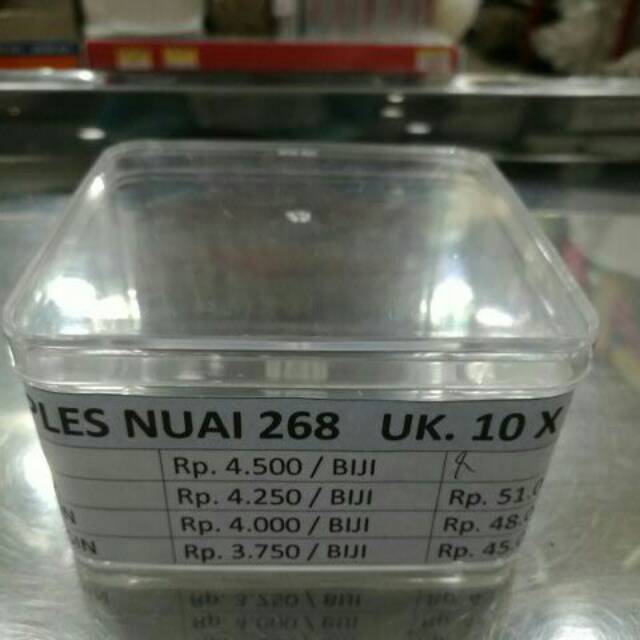 PLES NUAI 268 UK. 10 X
Rp. 4.500 / BIJI
Rp. 4.250 / BIJI Rp. 51.0
Rp. 4.000 / BIJI Rp. 48.0
Rp. 3.750 / BIJI Rp. 45.